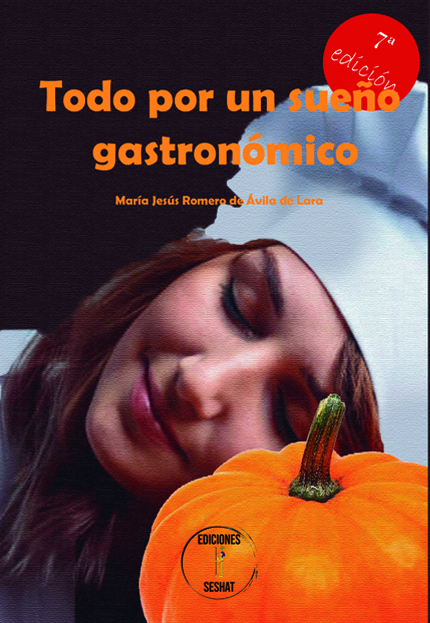 7ª
edición
Todo por un sueño
gastronómico
María Jesús Romero de Ávila de Lara
EDICIONES
SESHAT